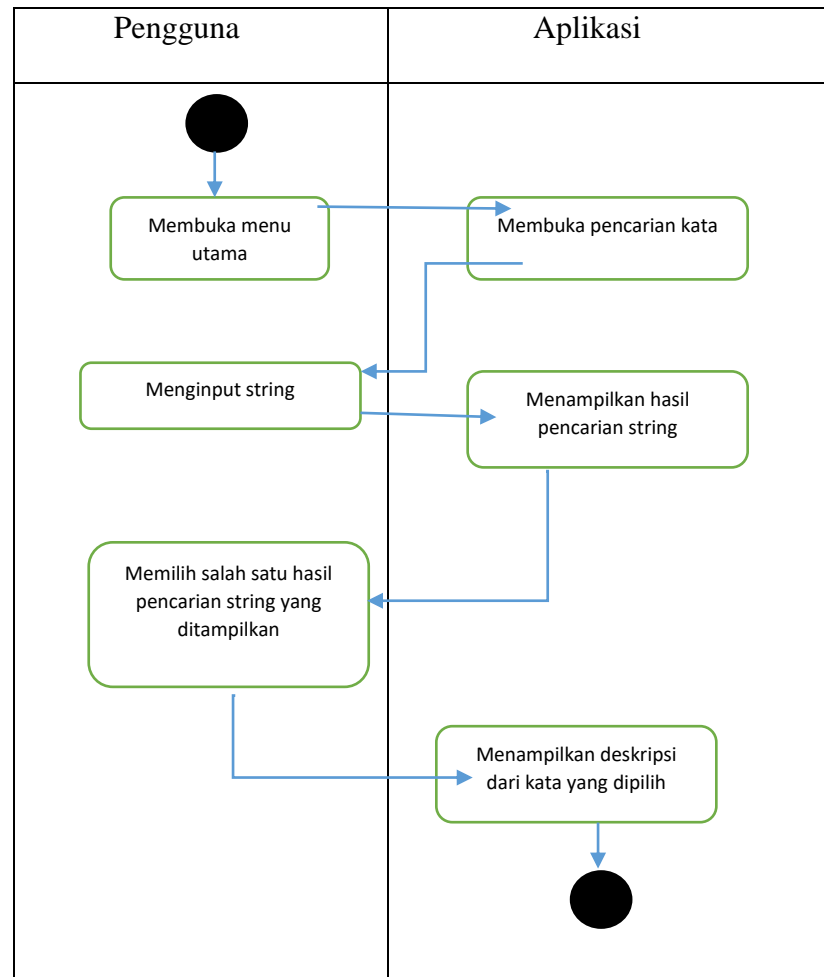 Pengguna
Aplikasi
Membuka menu
utama
Membuka pencarian kata
Menginput string
Menampilkan hasil
pencarian string
Memilih salah satu hasil
pencarian string yang
ditampilkan
Menampilkan deskripsi
dari kata yang dipilih